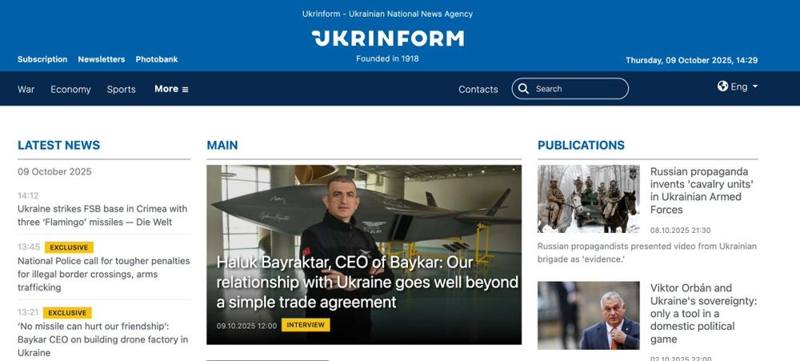 Ukrinform - Ukrainian National News Agency
UKRINFORM
Founded in 1918
Subscription Newsletters Photobank
Thursday, 09 October 2025, 14:29
War Economy Sports More
Contacts Search Eng
LATEST NEWS
09 October 2025
14:12
Ukraine strikes FSB base in Crimea with
three ‘Flamingo’ missiles — Die Welt
13:45 EXCLUSIVE
National Police call for tougher penalties
for illegal border crossings, arms
trafficking
13:21 EXCLUSIVE
‘No missile can hurt our friendship’:
Baykar CEO on building drone factory in
Ukraine
MAIN
Haluk Bayraktar, CEO of Baykar: Our
relationship with Ukraine goes well beyond
a simple trade agreement
09.10.2025 12:00 INTERVIEW
PUBLICATIONS
Russian propaganda
invents 'cavalry units'
in Ukrainian Armed
Forces
08.10.2025 21:30
Russian propagandists presented video from Ukrainian
brigade as 'evidence.'
Viktor Orbán and
Ukraine's sovereignty:
only a tool in a
domestic political
game
02.10.2025 22:00